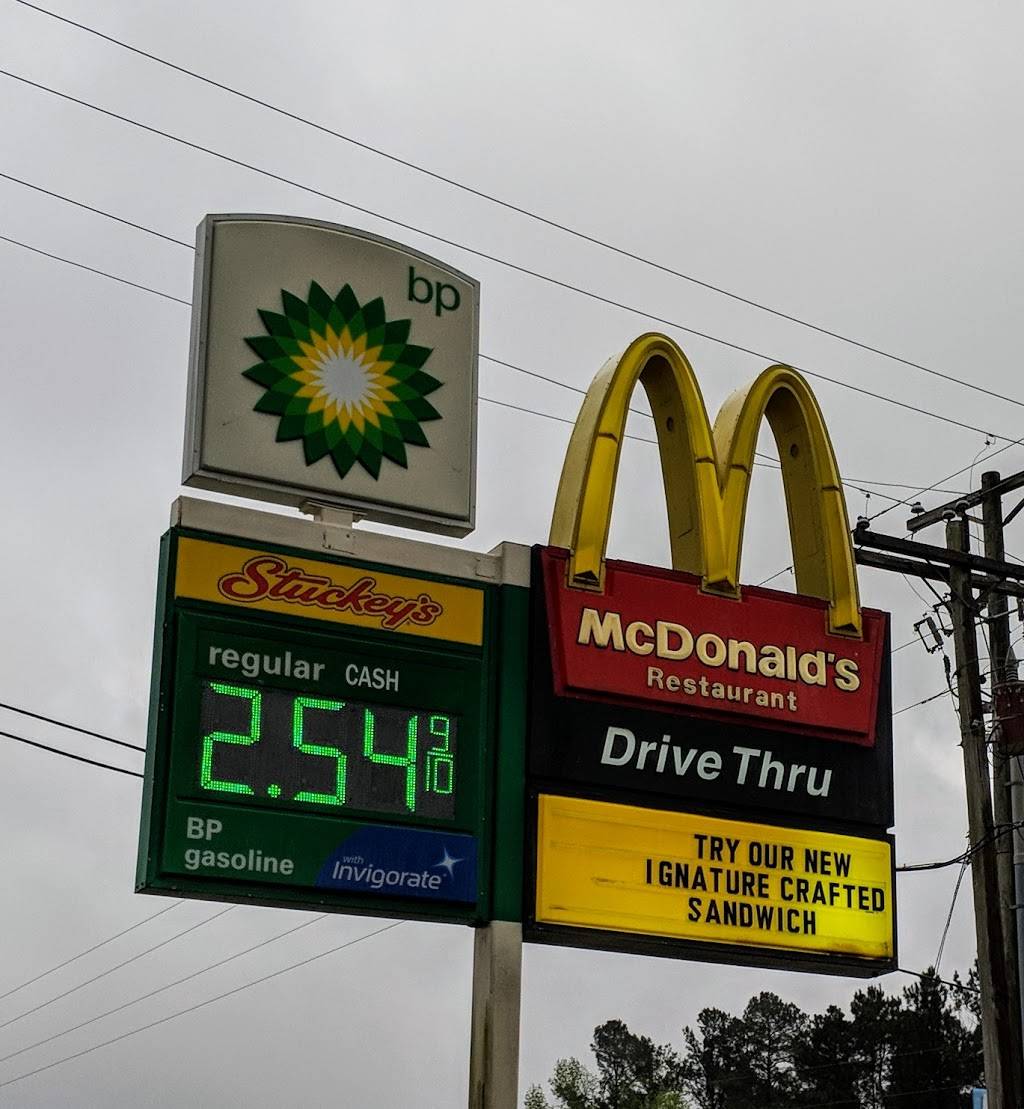 bp
Stuckey's
regular CASH
2.54 9/10
BP
gasoline
with
Invigorate
McDonald's
Restaurant
Drive Thru
TRY OUR NEW
IGNATURE CRAFTED
SANDWICH